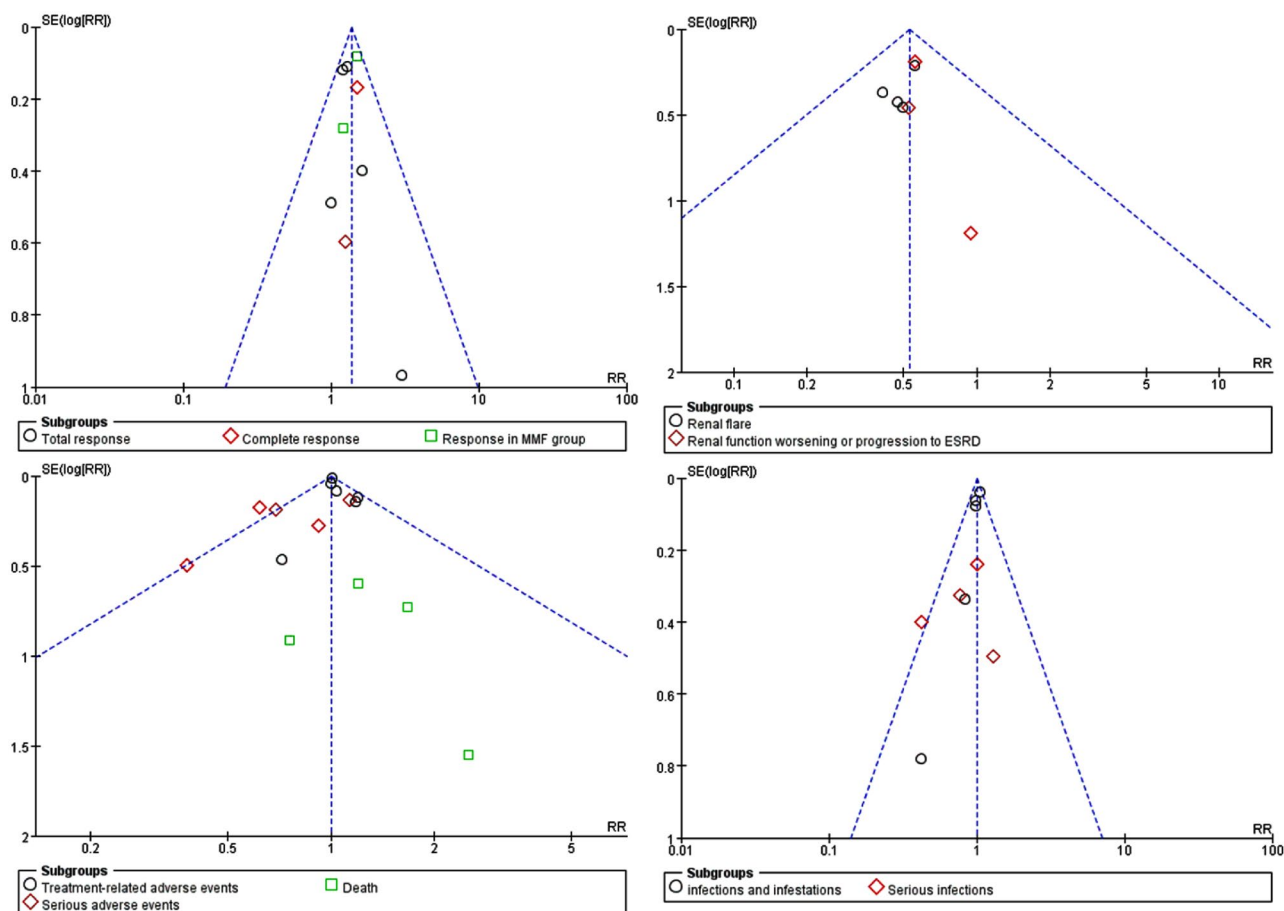 SE(log[RR])
0
0.2
0.4
0.6
0.8
1
RR
0.01
0.1
1
10
100
Subgroups
Total response
Complete response
Response in MMF group
SE(log[RR])
0
0.5
1
1.5
2
RR
0.1
0.2
0.5
1
2
5
10
Subgroups
Renal flare
Renal function worsening or progression to ESRD
SE(log[RR])
0
0.5
1
1.5
2
RR
0.2
0.5
1
2
5
Subgroups
Treatment-related adverse events
Death
Serious adverse events
SE(log[RR])
0
0.2
0.4
0.6
0.8
1
RR
0.01
0.1
1
10
100
Subgroups
infections and infestations
Serious infections